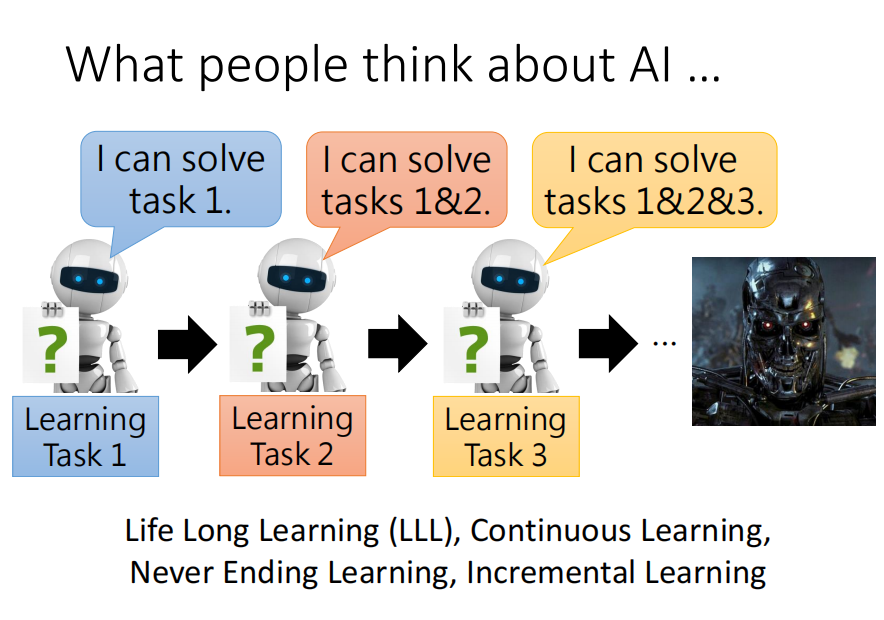 What people think about AI …
I can solve
task 1.
I can solve
tasks 1&2.
I can solve
tasks 1&2&3.
?
?
?
…
Learning
Task 1
Learning
Task 2
Learning
Task 3
Life Long Learning (LLL), Continuous Learning,
Never Ending Learning, Incremental Learning